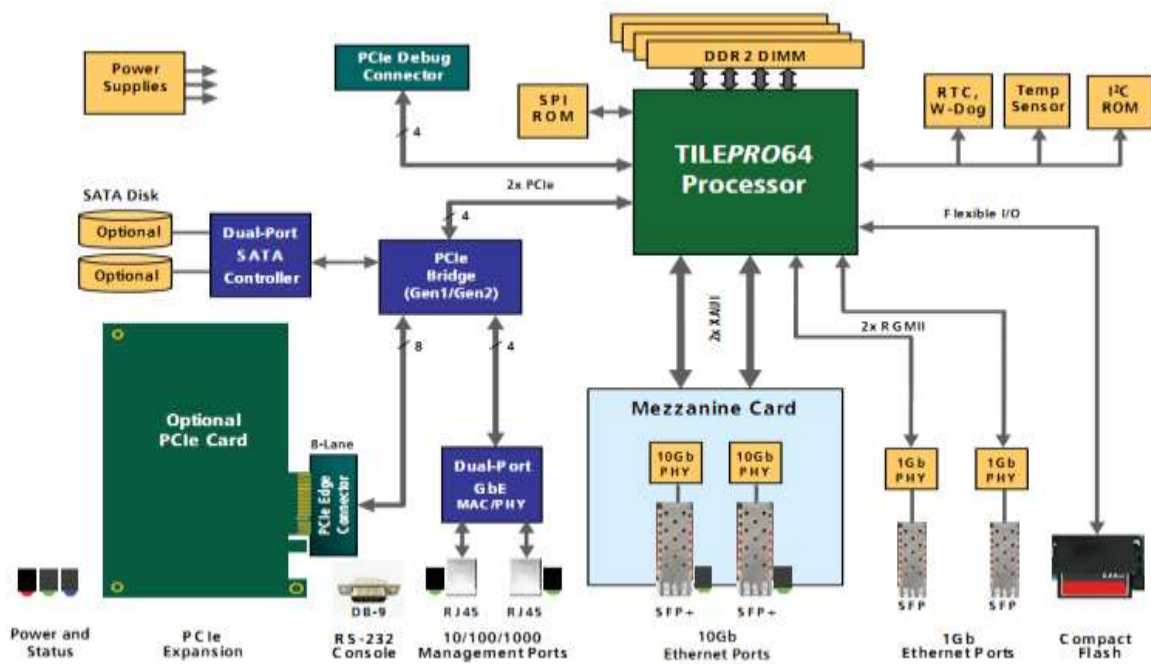 DDR2 DIMM
Power
Supplies
PCIe Debug
Connector
SPI
ROM
RTC,
W-Dog
Temp
Sensor
I²C
ROM
4
TILEPRO64
Processor
2x PCIe
4
SATA Disk
Optional
Optional
Dual-Port
SATA
Controller
PCIe
Bridge
(Gen1/Gen2)
Flexible I/O
8
4
2x XAUI
2x RGMII
Optional
PCIe Card
8-Lane
PCIe Edge
Connector
Dual-Port
GbE
MAC/PHY
Mezzanine Card
10Gb
PHY
10Gb
PHY
1Gb
PHY
1Gb
PHY
DB-9
RJ45
RJ45
SFP+
SFP+
SFP
SFP
Power and
Status
PCIe
Expansion
RS-232
Console
10/100/1000
Management Ports
10Gb
Ethernet Ports
1Gb
Ethernet Ports
Compact
Flash